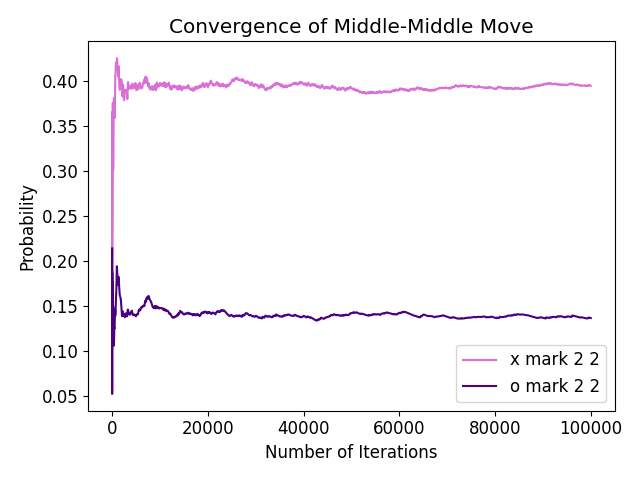 Convergence of Middle-Middle Move
Probability
0.40
0.35
0.30
0.25
0.20
0.15
0.10
0.05
x mark 2 2
o mark 2 2
0 20000 40000 60000 80000 100000
Number of Iterations